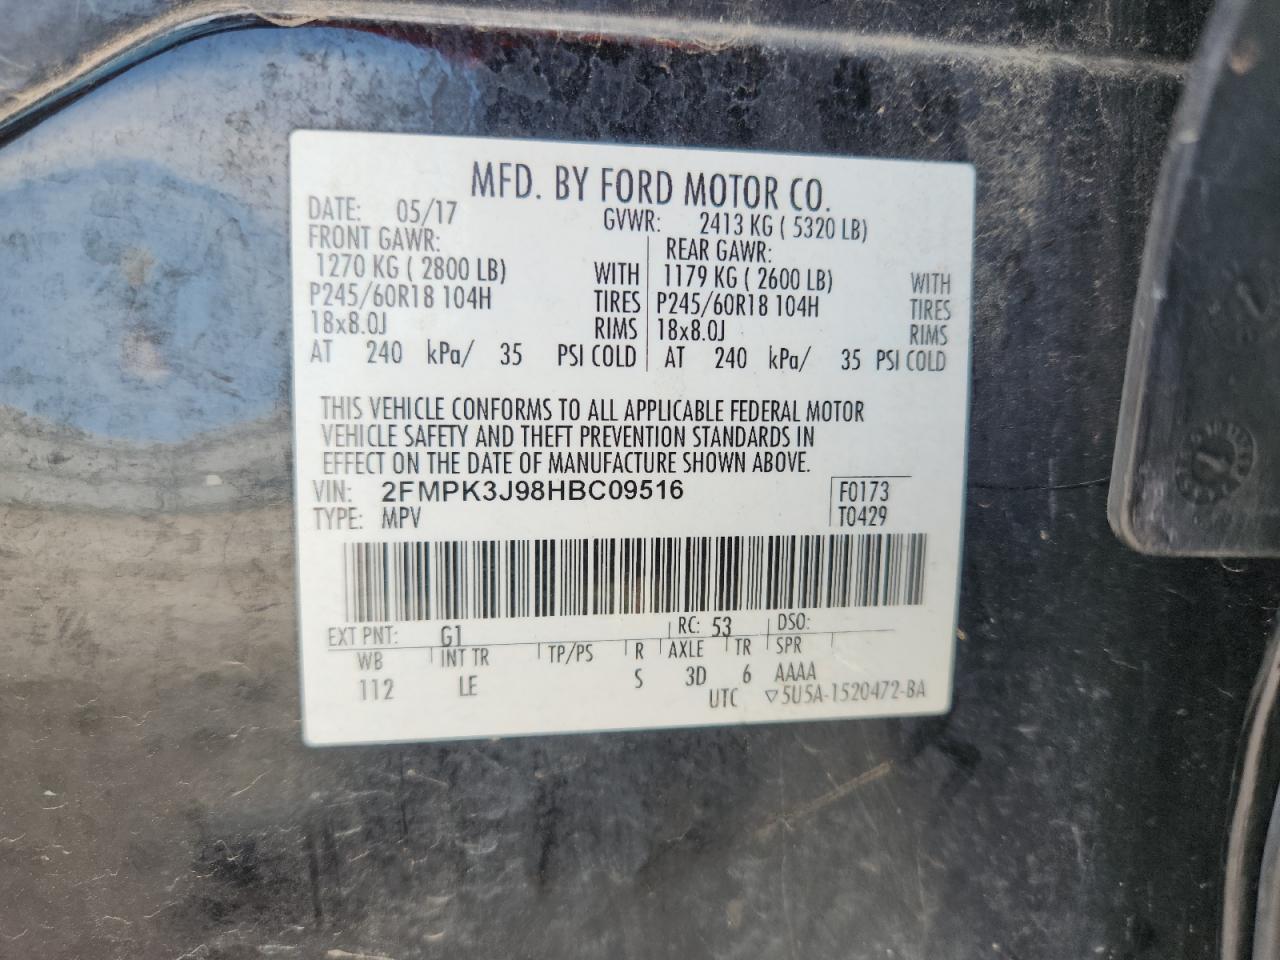 MFD. BY FORD MOTOR CO.
DATE: 05/17 GVWR: 2413 KG ( 5320 LB)
FRONT GAWR: REAR GAWR:
1270 KG ( 2800 LB) WITH 1179 KG ( 2600 LB) WITH
P245/60R18 104H TIRES P245/60R18 104H TIRES
18x8.0J RIMS 18x8.0J RIMS
AT 240 kPa/ 35 PSI COLD AT 240 kPa/ 35 PSI COLD
THIS VEHICLE CONFORMS TO ALL APPLICABLE FEDERAL MOTOR
VEHICLE SAFETY AND THEFT PREVENTION STANDARDS IN
EFFECT ON THE DATE OF MANUFACTURE SHOWN ABOVE.
VIN: 2FMPK3J98HBC09516 F0173
TYPE: MPV T0429
EXT PNT: G1 RC: 53 DSO:
WB INT TR TP/PS R AXLE TR SPR
112 LE S 3D 6 AAAA
UTC ▽5U5A-1520472-BA